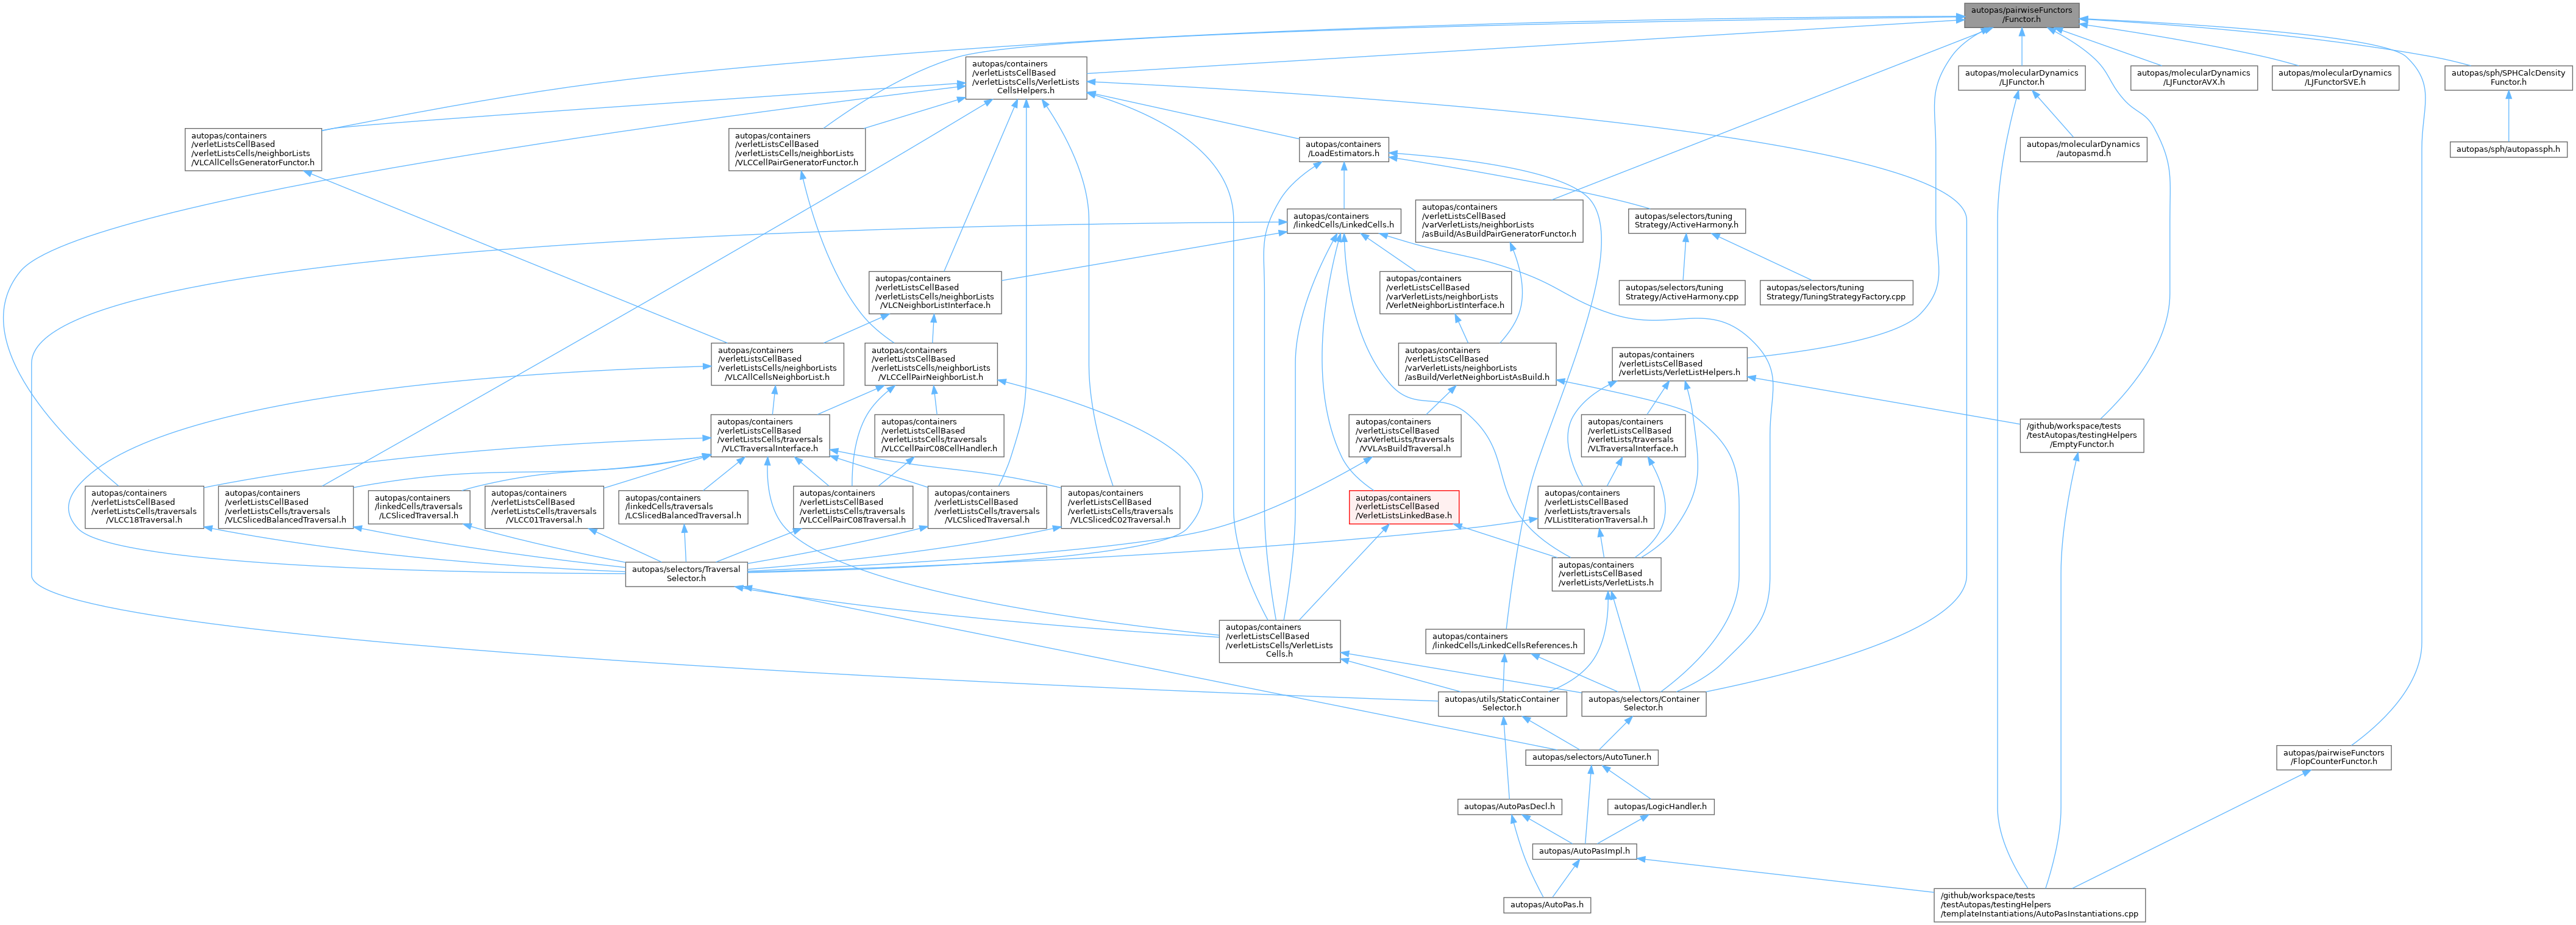 autopas/pairwiseFunctors
/Functor.h
autopas/containers
/verletListsCellBased
/verletListsCells/VerletLists
CellsHelpers.h
autopas/molecularDynamics
/LJFunctor.h
autopas/molecularDynamics
/LJFunctorAVX.h
autopas/molecularDynamics
/LJFunctorSVE.h
autopas/sph/SPHCalcDensity
Functor.h
autopas/containers
/verletListsCellBased
/verletListsCells/neighborLists
/VLCAllCellsGeneratorFunctor.h
autopas/containers
/verletListsCellBased
/verletListsCells/neighborLists
/VLCCellPairGeneratorFunctor.h
autopas/containers
/LoadEstimators.h
autopas/molecularDynamics
/autopasmd.h
autopas/sph/autopassph.h
autopas/containers
/linkedCells/LinkedCells.h
autopas/containers
/verletListsCellBased
/varVerletLists/neighborLists
/asBuild/AsBuildPairGeneratorFunctor.h
autopas/selectors/tuning
Strategy/ActiveHarmony.h
autopas/containers
/verletListsCellBased
/verletListsCells/neighborLists
/VLCNeighborListInterface.h
autopas/containers
/verletListsCellBased
/varVerletLists/neighborLists
/VerletNeighborListInterface.h
autopas/selectors/tuning
Strategy/ActiveHarmony.cpp
autopas/selectors/tuning
Strategy/TuningStrategyFactory.cpp
autopas/containers
/verletListsCellBased
/verletListsCells/neighborLists
/VLCAllCellsNeighborList.h
autopas/containers
/verletListsCellBased
/verletListsCells/neighborLists
/VLCCellPairNeighborList.h
autopas/containers
/verletListsCellBased
/varVerletLists/neighborLists
/asBuild/VerletNeighborListAsBuild.h
autopas/containers
/verletListsCellBased
/verletLists/VerletListHelpers.h
autopas/containers
/verletListsCellBased
/verletListsCells/traversals
/VLCTraversalInterface.h
autopas/containers
/verletListsCellBased
/verletListsCells/traversals
/VLCCellPairC08CellHandler.h
autopas/containers
/verletListsCellBased
/varVerletLists/traversals
/VVLAsBuildTraversal.h
autopas/containers
/verletListsCellBased
/verletLists/traversals
/VLTraversalInterface.h
/github/workspace/tests
/testAutopas/testingHelpers
/EmptyFunctor.h
autopas/containers
/verletListsCellBased
/verletListsCells/traversals
/VLCC18Traversal.h
autopas/containers
/verletListsCellBased
/verletListsCells/traversals
/VLCSlicedBalancedTraversal.h
autopas/containers
/linkedCells/traversals
/LCSlicedTraversal.h
autopas/containers
/verletListsCellBased
/verletListsCells/traversals
/VLCC01Traversal.h
autopas/containers
/linkedCells/traversals
/LCSlicedBalancedTraversal.h
autopas/containers
/verletListsCellBased
/verletListsCells/traversals
/VLCCellPairC08Traversal.h
autopas/containers
/verletListsCellBased
/verletListsCells/traversals
/VLCSlicedTraversal.h
autopas/containers
/verletListsCellBased
/verletListsCells/traversals
/VLCSlicedC02Traversal.h
autopas/containers
/verletListsCellBased
/VerletListsLinkedBase.h
autopas/containers
/verletListsCellBased
/verletLists/traversals
/VLListIterationTraversal.h
autopas/selectors/Traversal
Selector.h
autopas/containers
/verletListsCellBased
/verletLists/VerletLists.h
autopas/containers
/verletListsCellBased
/verletListsCells/VerletLists
Cells.h
autopas/containers
/linkedCells/LinkedCellsReferences.h
autopas/utils/StaticContainer
Selector.h
autopas/selectors/Container
Selector.h
autopas/selectors/AutoTuner.h
autopas/pairwiseFunctors
/FlopCounterFunctor.h
autopas/AutoPasDecl.h
autopas/LogicHandler.h
autopas/AutoPasImpl.h
autopas/AutoPas.h
/github/workspace/tests
/testAutopas/testingHelpers
/templateInstantiations/AutoPasInstantiations.cpp